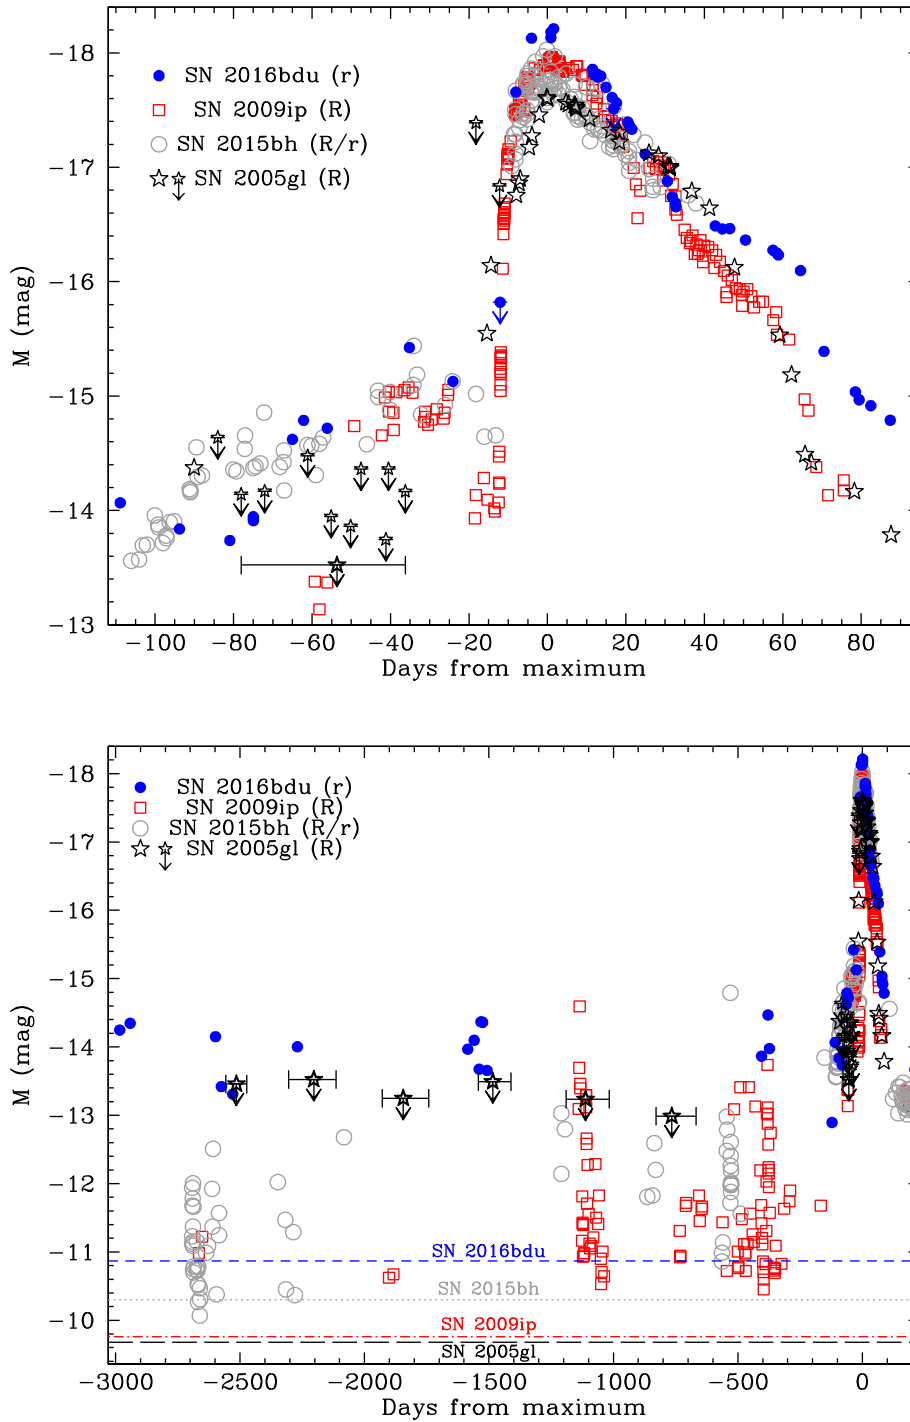 −18
SN 2016bdu (r)
SN 2009ip (R)
SN 2015bh (R/r)
SN 2005gl (R)
−17
−16
−15
−14
−13
M (mag)
−100 −80 −60 −40 −20 0 20 40 60 80
Days from maximum
−18
SN 2016bdu (r)
SN 2009ip (R)
SN 2015bh (R/r)
SN 2005gl (R)
−17
−16
−15
−14
−13
−12
−11
−10
M (mag)
SN 2016bdu
SN 2015bh
SN 2009ip
SN 2005gl
−3000 −2500 −2000 −1500 −1000 −500 0
Days from maximum